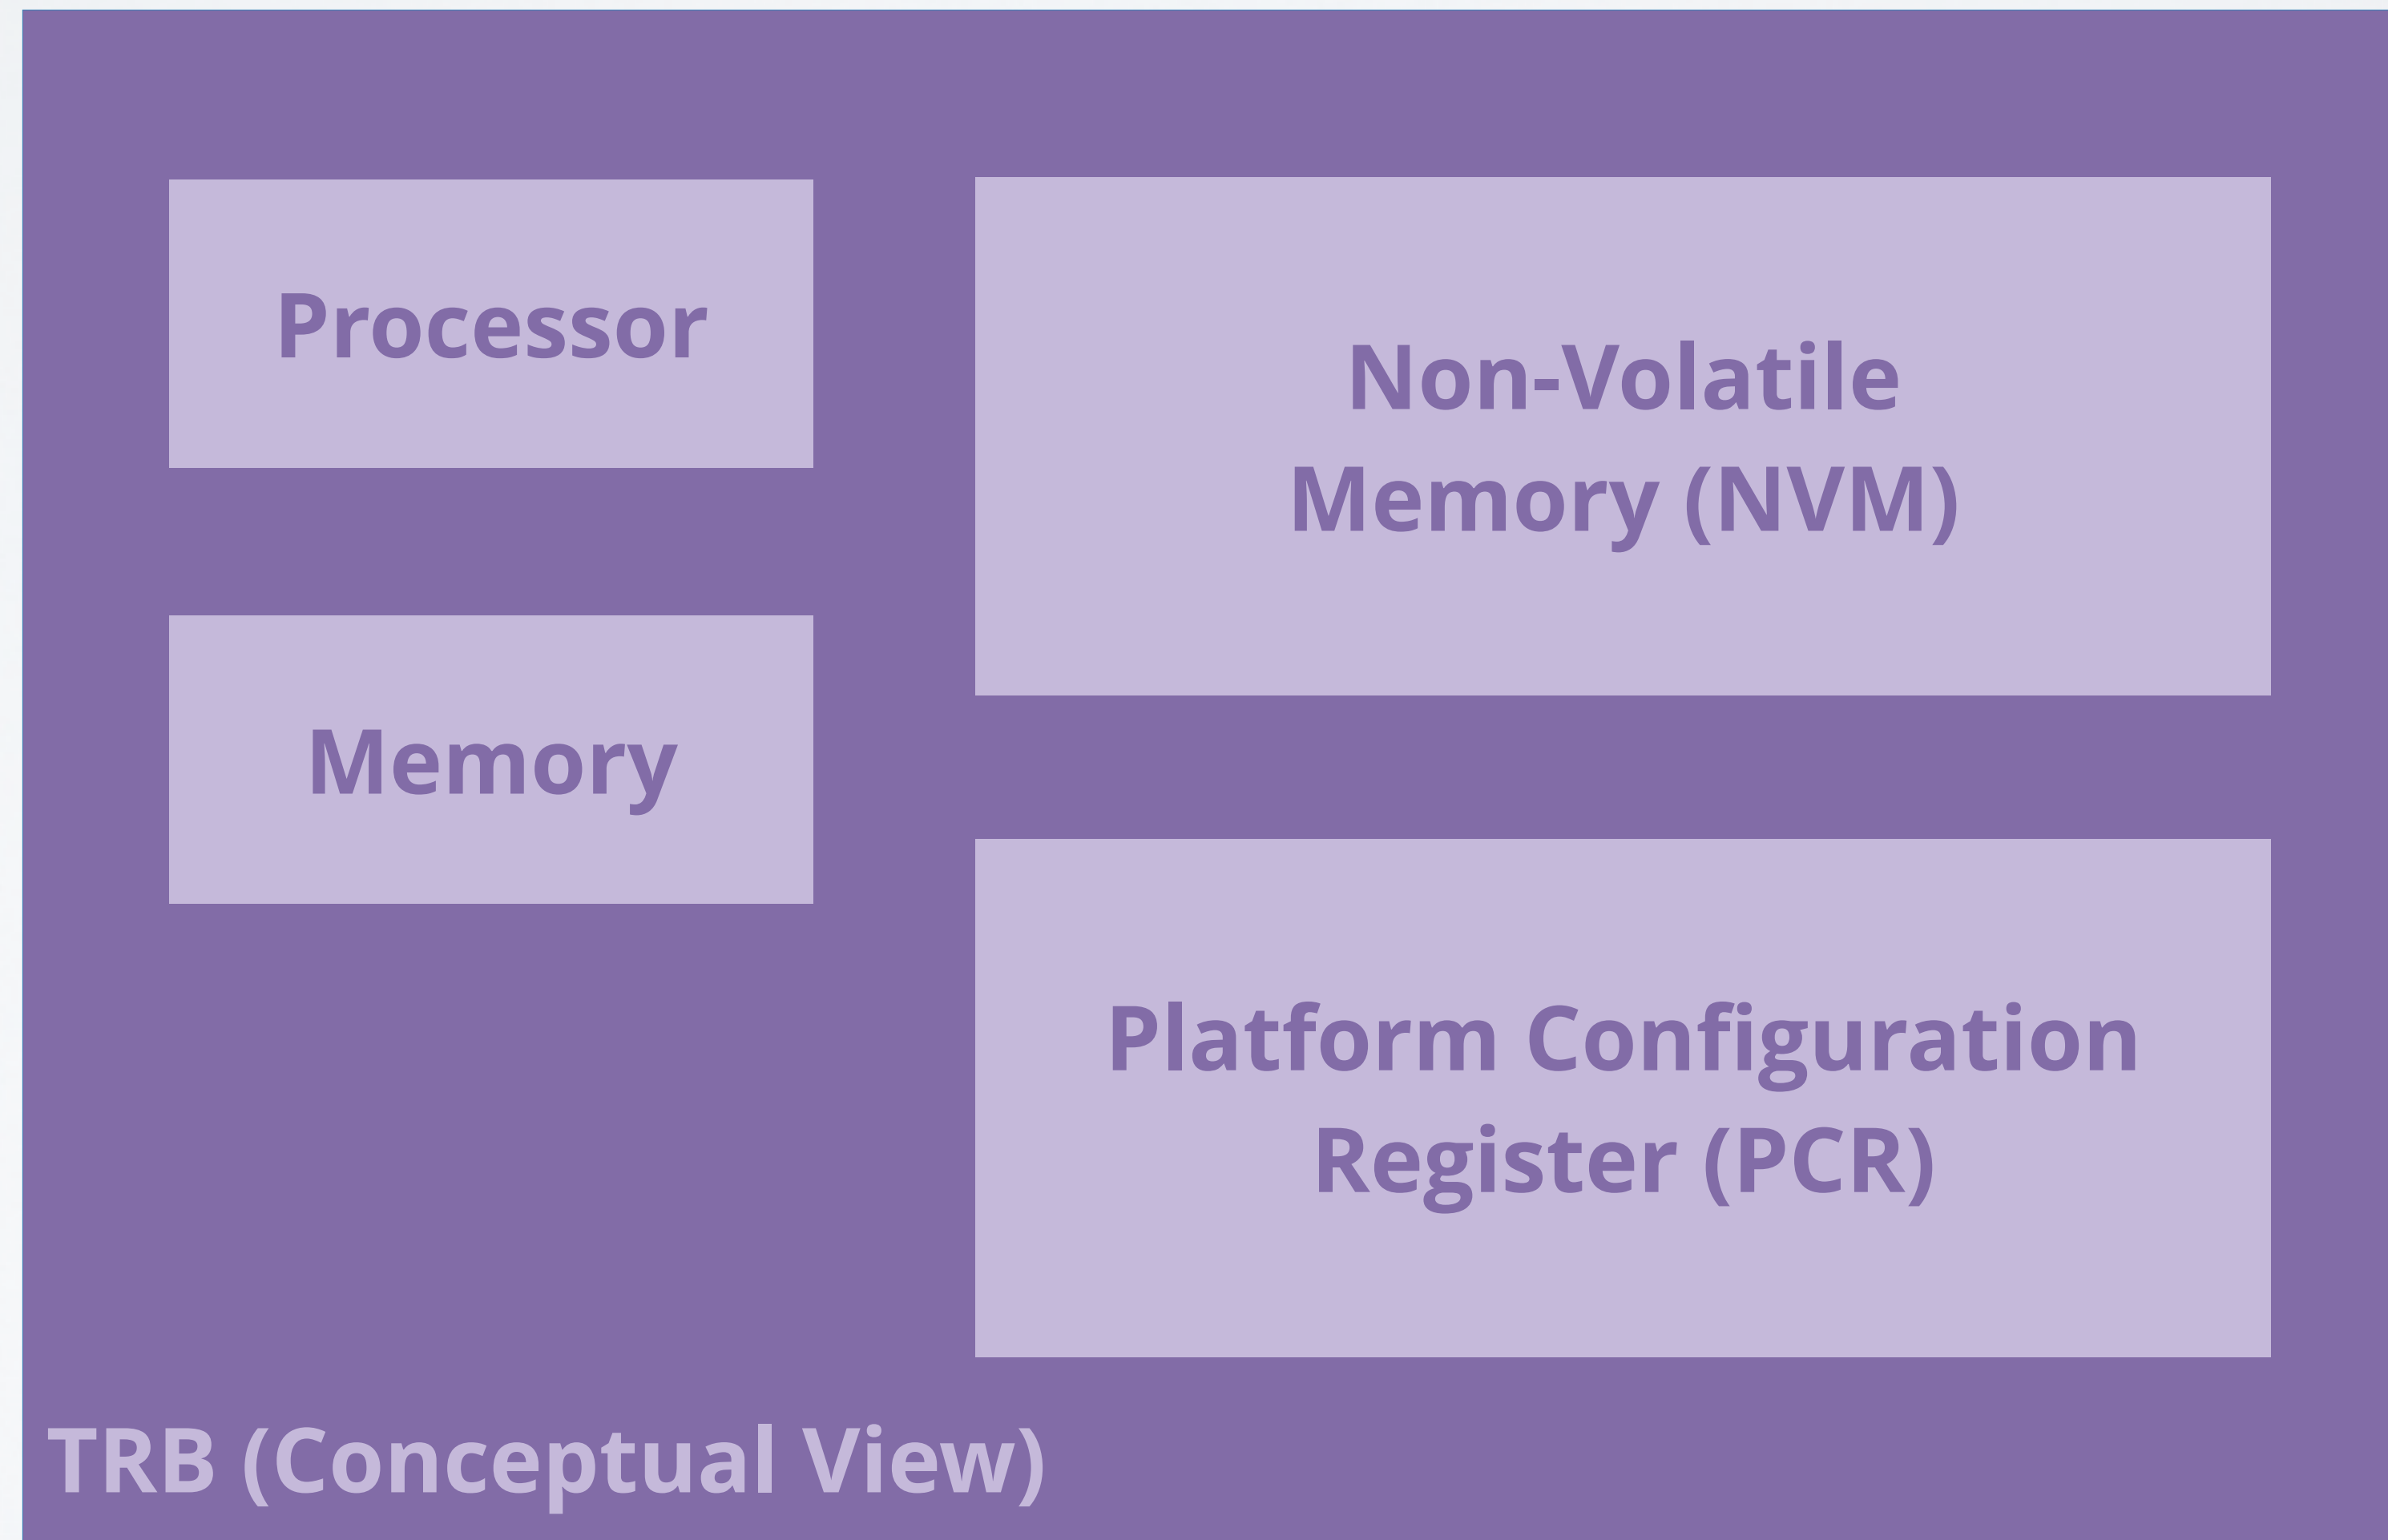 Processor
Non-Volatile
Memory (NVM)
Memory
Platform Configuration
Register (PCR)
TRB (Conceptual View)